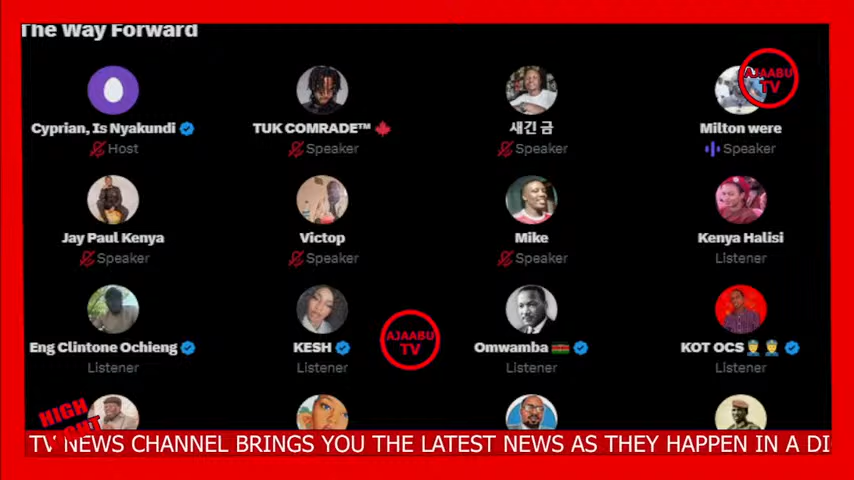 The Way Forward
AJAABU
TV
Cyprian, Is Nyakundi
Host
TUK COMRADE™ 🍁
Speaker
새긴 금
Speaker
Milton were
Speaker
Jay Paul Kenya
Speaker
Victop
Speaker
Mike
Speaker
Kenya Halisi
Listener
Eng Clintone Ochieng
Listener
KESH
Listener
AJAABU
TV
Omwamba 🇰🇪
Listener
KOT OCS👮👮
Listener
HIGH
TV NEWS CHANNEL BRINGS YOU THE LATEST NEWS AS THEY HAPPEN IN A DI